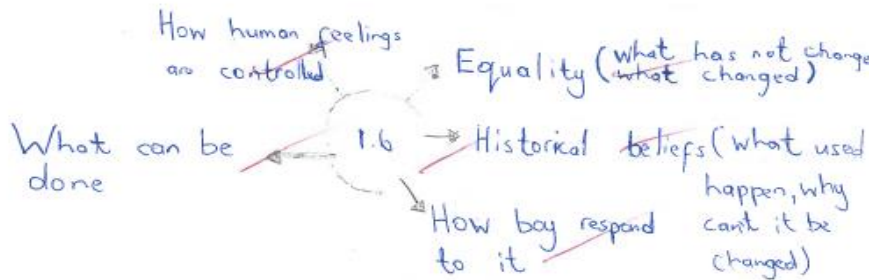 How human feelings
are controlled
Equality (what has not change
what changed)
What can be
done
1.6
Historical beliefs (what used
happen, why
can't it be
changed)
How boy respond
to it